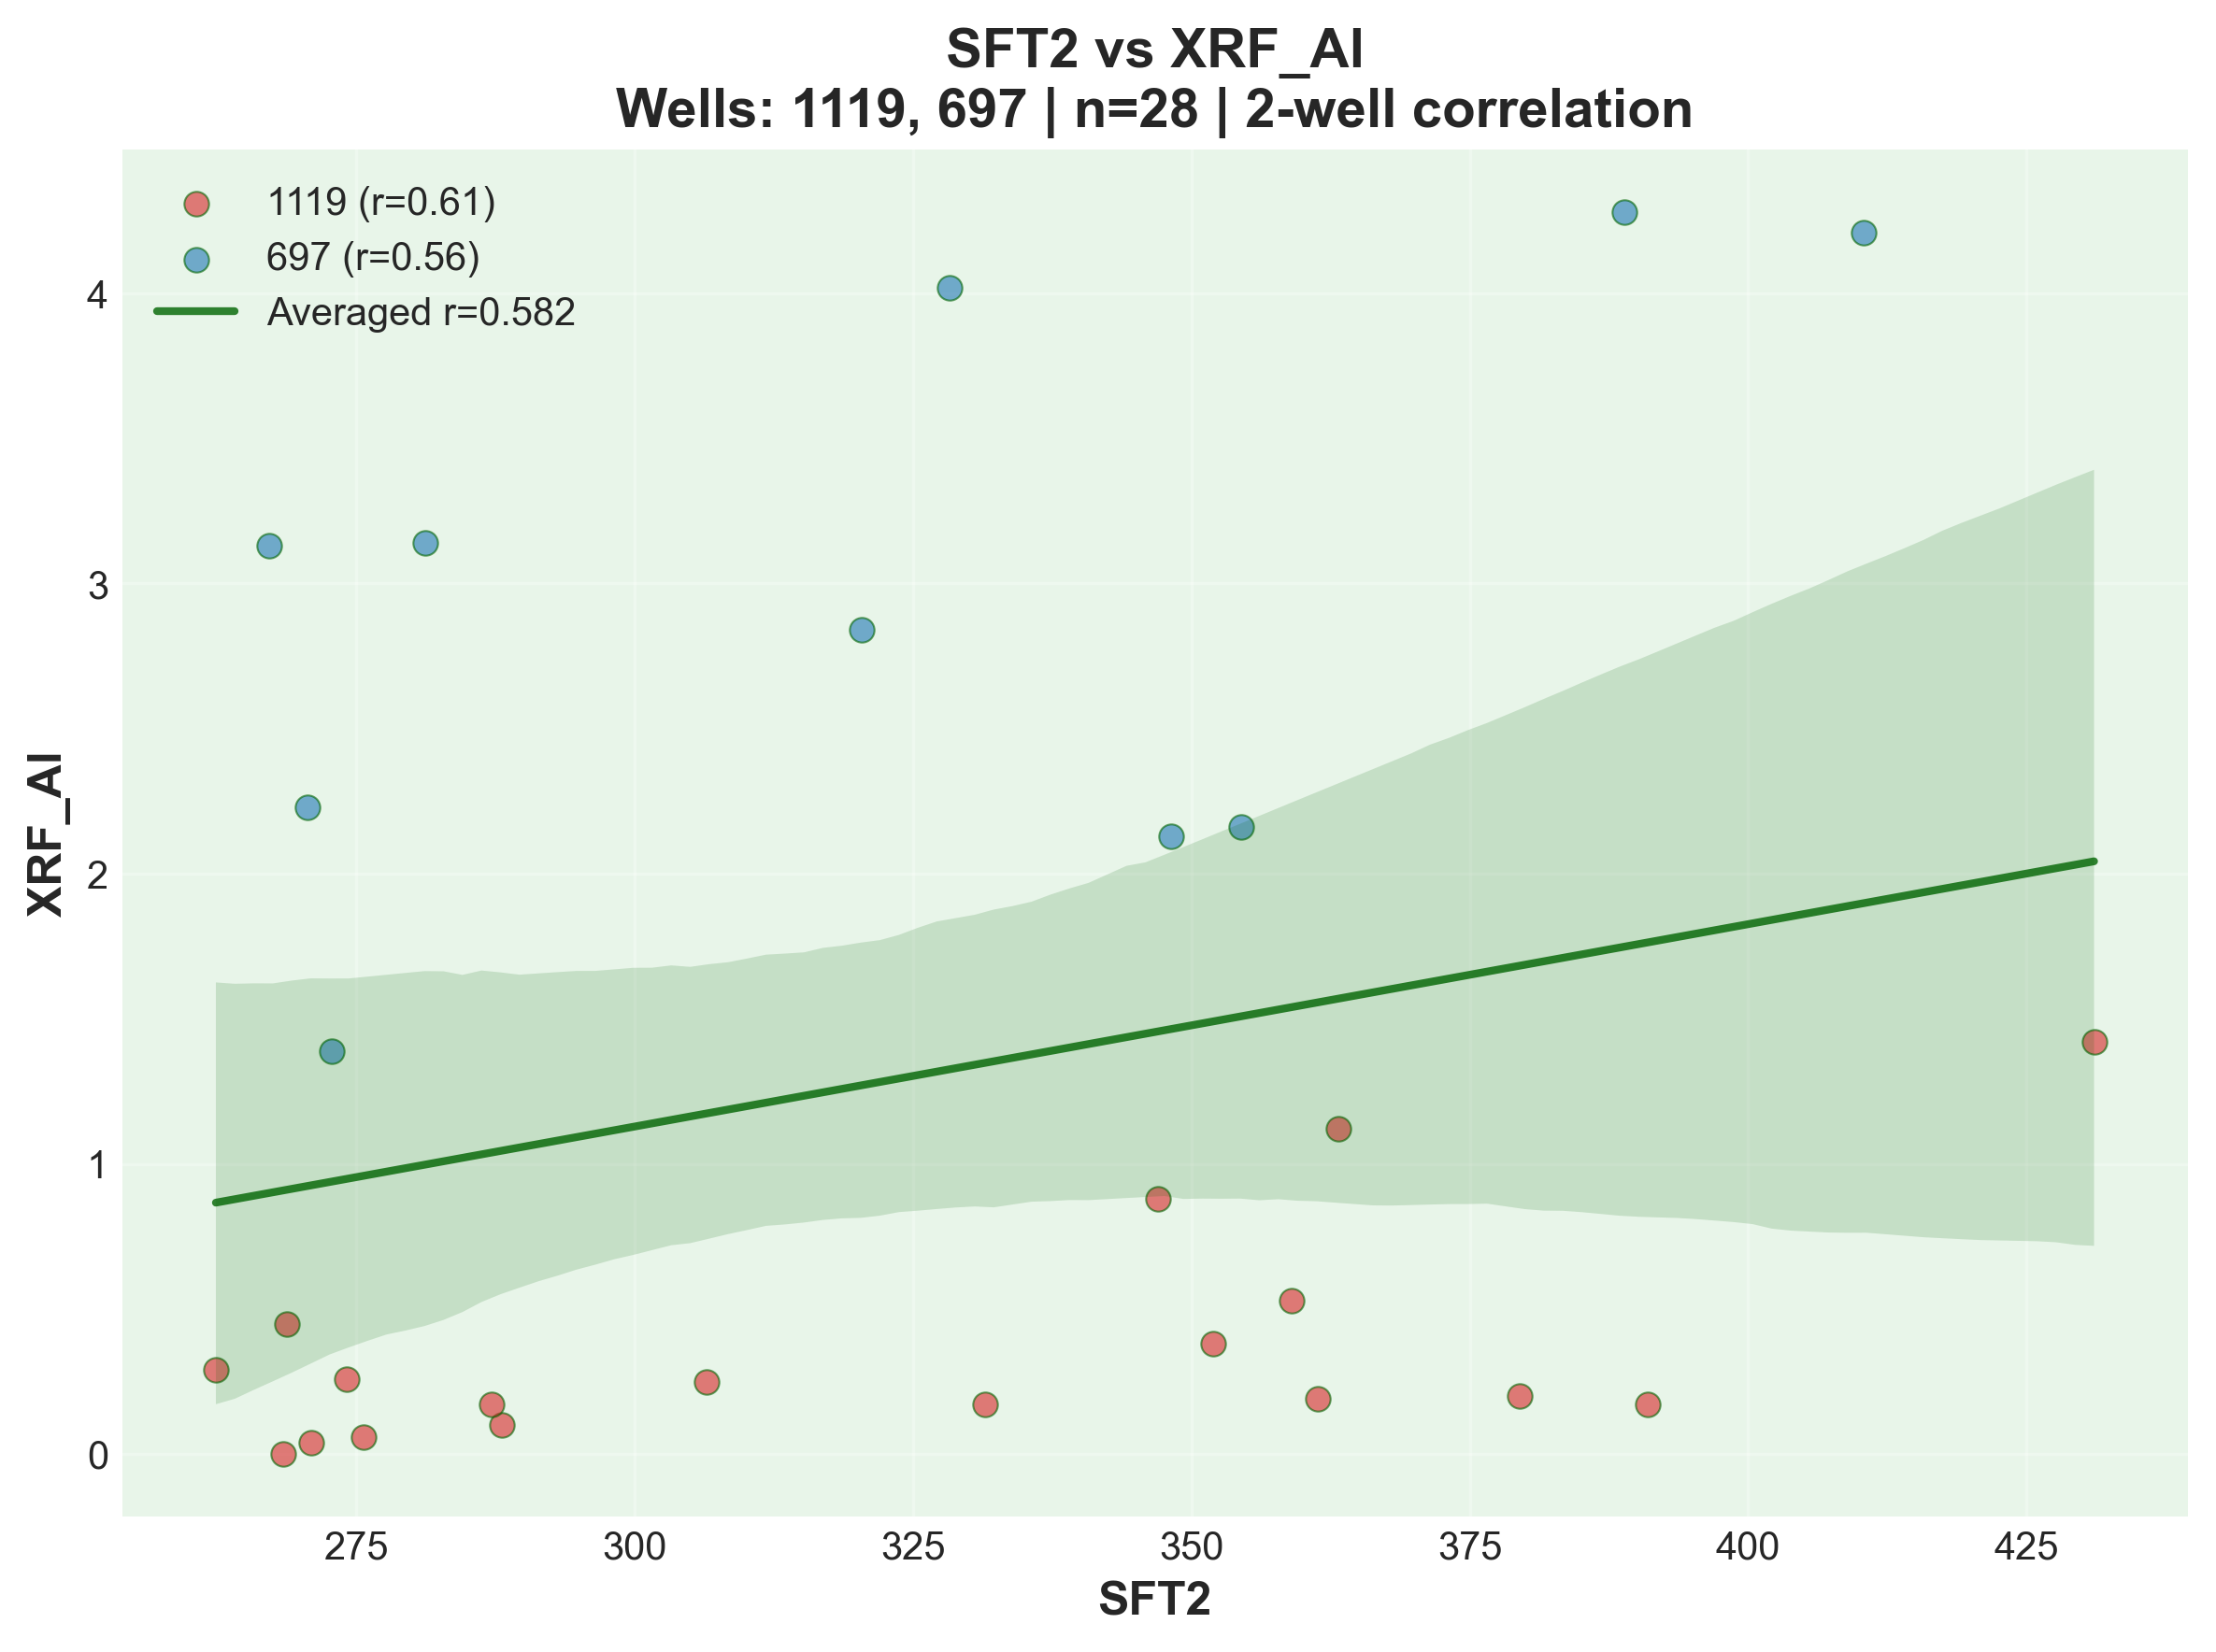 SFT2 vs XRF_Al
Wells: 1119, 697 | n=28 | 2-well correlation
1119 (r=0.61)
697 (r=0.56)
Averaged r=0.582
XRF_Al
4
3
2
1
0
275
300
325
350
375
400
425
SFT2